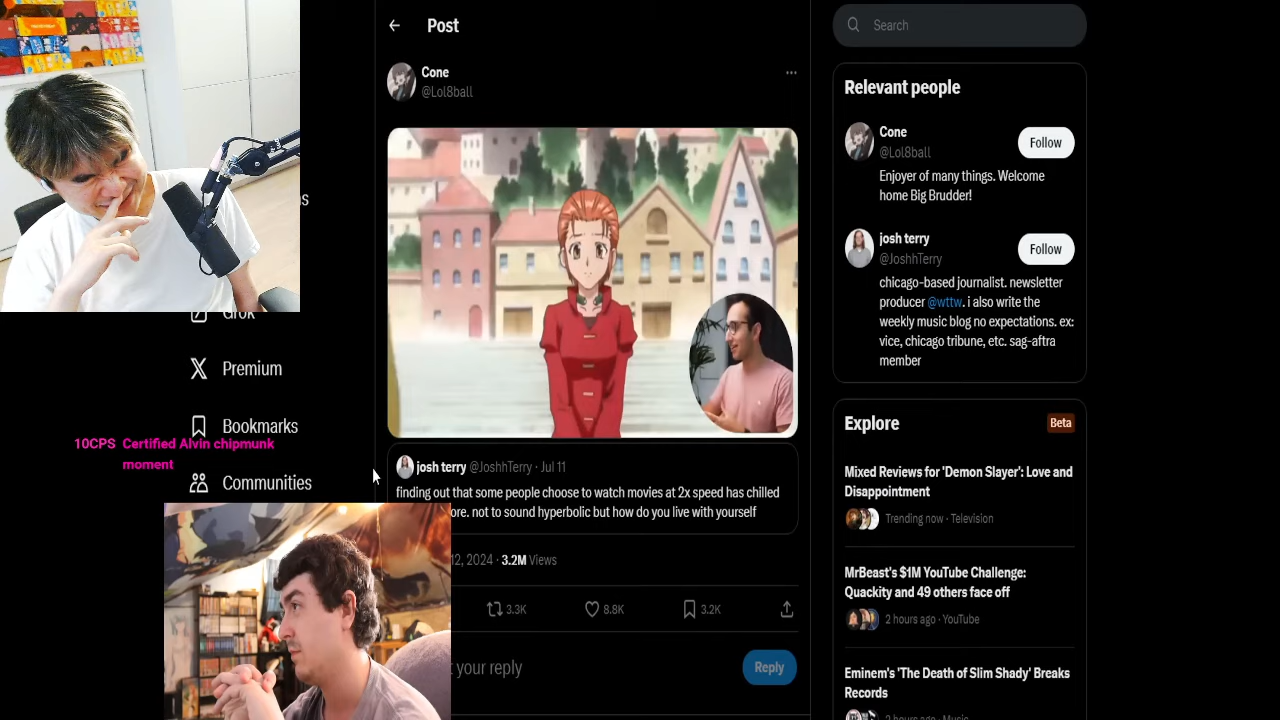 Post
Search
Cone
@Lol8ball
Relevant people
Cone
@Lol8ball
Follow
Enjoyer of many things. Welcome
home Big Brudder!
josh terry
@JoshhTerry
Follow
chicago-based journalist. newsletter
producer @wttw. i also write the
weekly music blog no expectations. ex:
vice, chicago tribune, etc. sag-aftra
member
Grok
Premium
Bookmarks
10CPS Certified Alvin chipmunk
moment
Communities
josh terry @JoshhTerry · Jul 11
finding out that some people choose to watch movies at 2x speed has chilled
ore. not to sound hyperbolic but how do you live with yourself
12, 2024 · 3.2M Views
3.3K 8.8K 3.2K
your reply
Reply
Explore
Beta
Mixed Reviews for 'Demon Slayer': Love and
Disappointment
Trending now · Television
MrBeast's $1M YouTube Challenge:
Quackity and 49 others face off
2 hours ago · YouTube
Eminem's 'The Death of Slim Shady' Breaks
Records
2 hours ago · Music